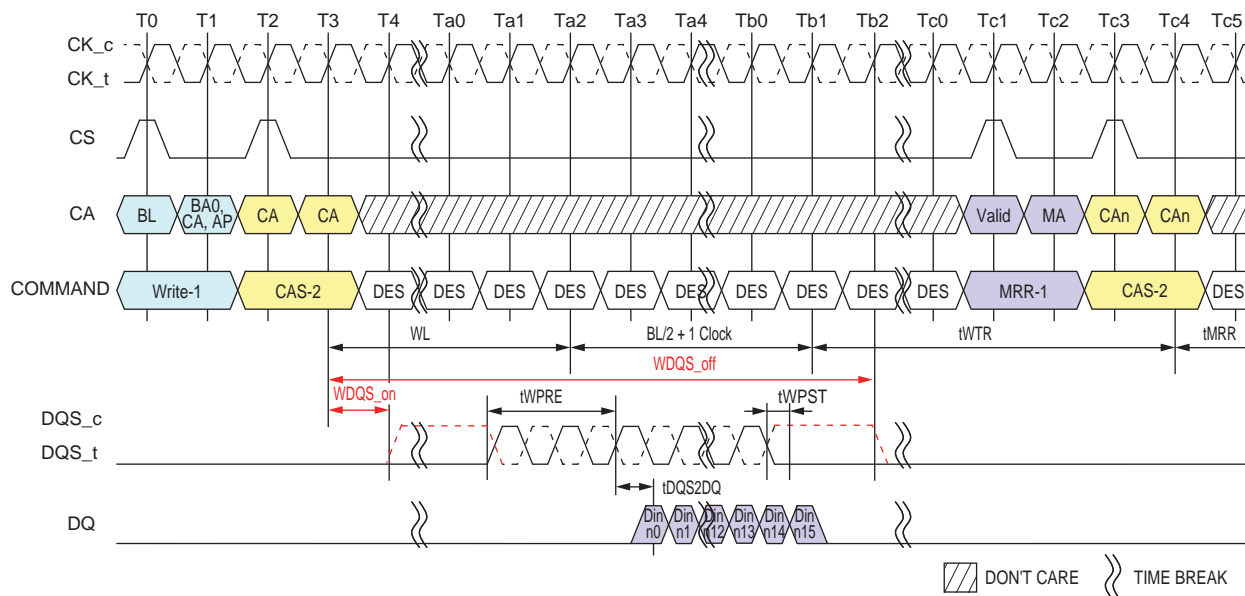 T0 T1 T2 T3 T4 Ta0 Ta1 Ta2 Ta3 Ta4 Tb0 Tb1 Tb2 Tc0 Tc1 Tc2 Tc3 Tc4 Tc5
CK_c
CK_t
CS
CA
BL
BA0,
CA, AP
CA CA Valid MA CAn CAn
COMMAND Write-1 CAS-2 DES DES DES DES DES DES DES DES DES DES MRR-1 CAS-2 DES
WL BL/2 + 1 Clock tWTR tMRR
WDQS_off
WDQS_on tWPRE tWPST
DQS_c
DQS_t
tDQS2DQ
DQ
Din Din Din Din Din Din
n0 n1 n12 n13 n14 n15
DON'T CARE TIME BREAK